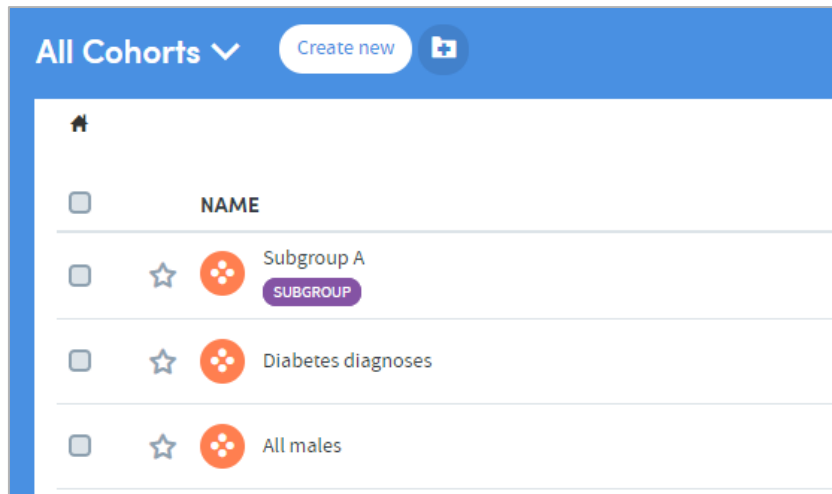 All Cohorts
Create new
NAME
Subgroup A
SUBGROUP
Diabetes diagnoses
All males